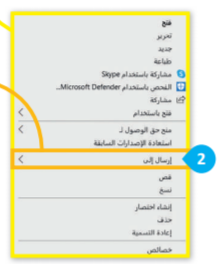 فتح
تحرير
جديد
طباعة
مشاركة باستخدام Skype
الفحص باستخدام Microsoft Defender...
مشاركة
فتح باستخدام
منح حق الوصول لـ
استعادة الإصدارات السابقة
إرسال إلى
2
قص
نسخ
إنشاء اختصار
حذف
إعادة التسمية
خصائص